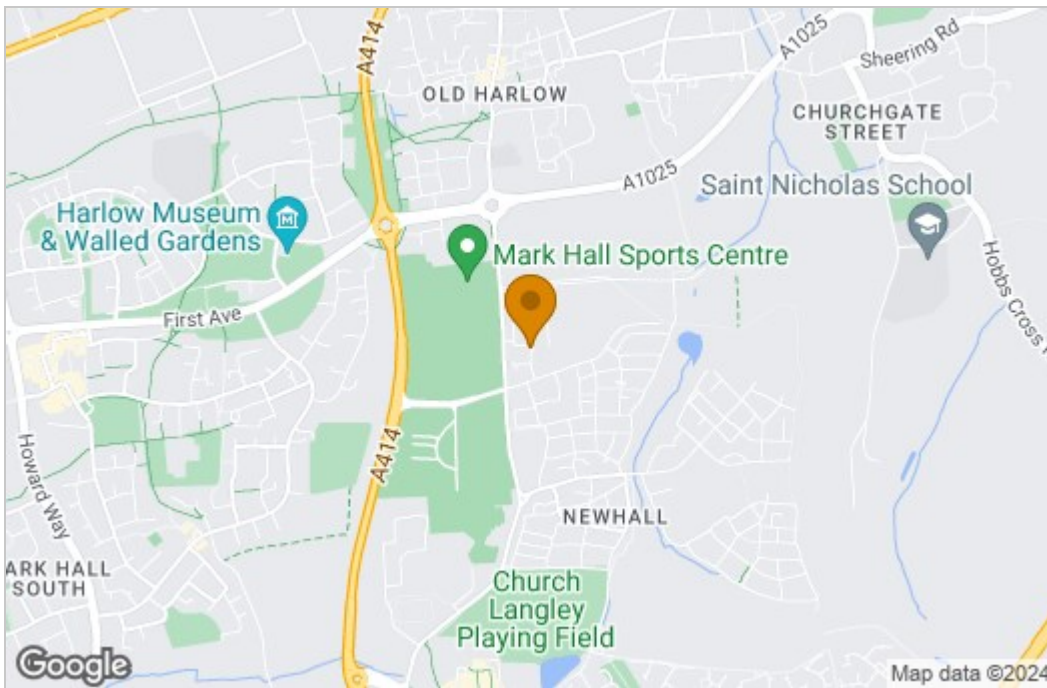 A414
A1025
Sheering Rd
OLD HARLOW
CHURCHGATE
STREET
A1025
Saint Nicholas School
Harlow Museum
& Walled Gardens
Mark Hall Sports Centre
Hobbs Cross
First Ave
A414
Howard Way
NEWHALL
ARK HALL
SOUTH
Church
Langley
Playing Field
Google
Map data ©2024